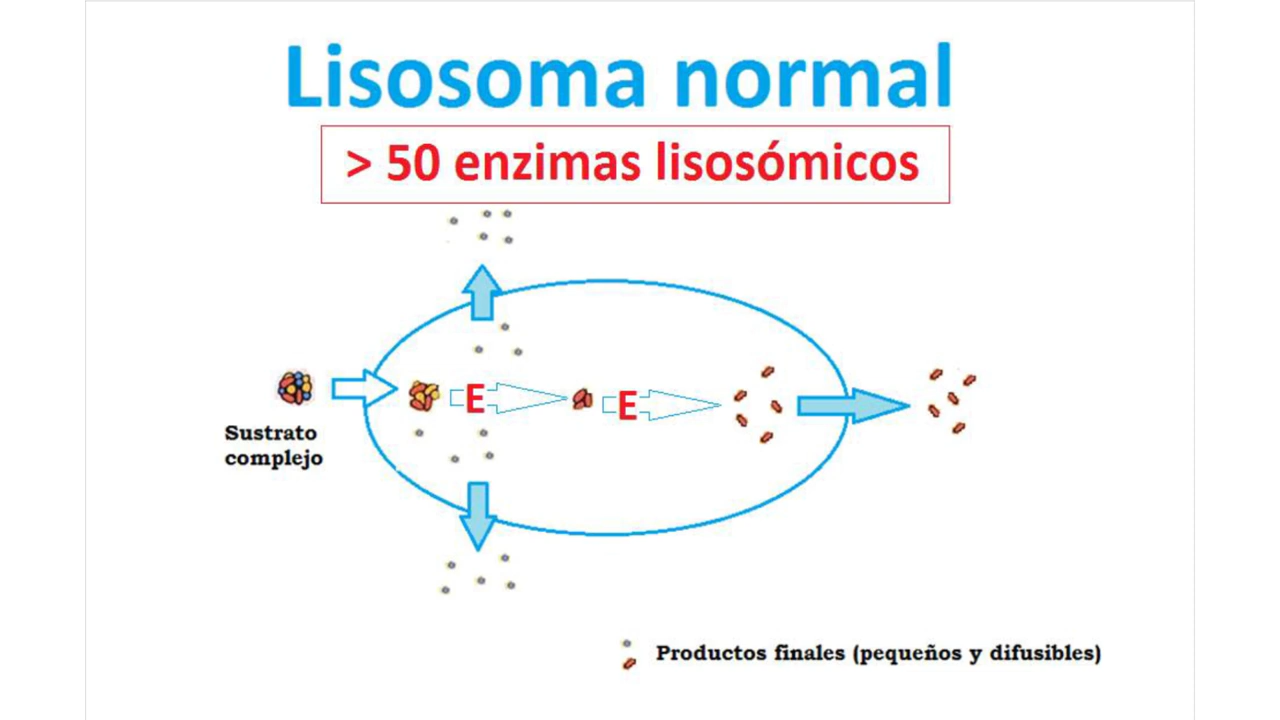 Lisosoma normal
> 50 enzimas lisosómicos
E
E
Sustrato
complejo
Productos finales (pequeños y difusibles)